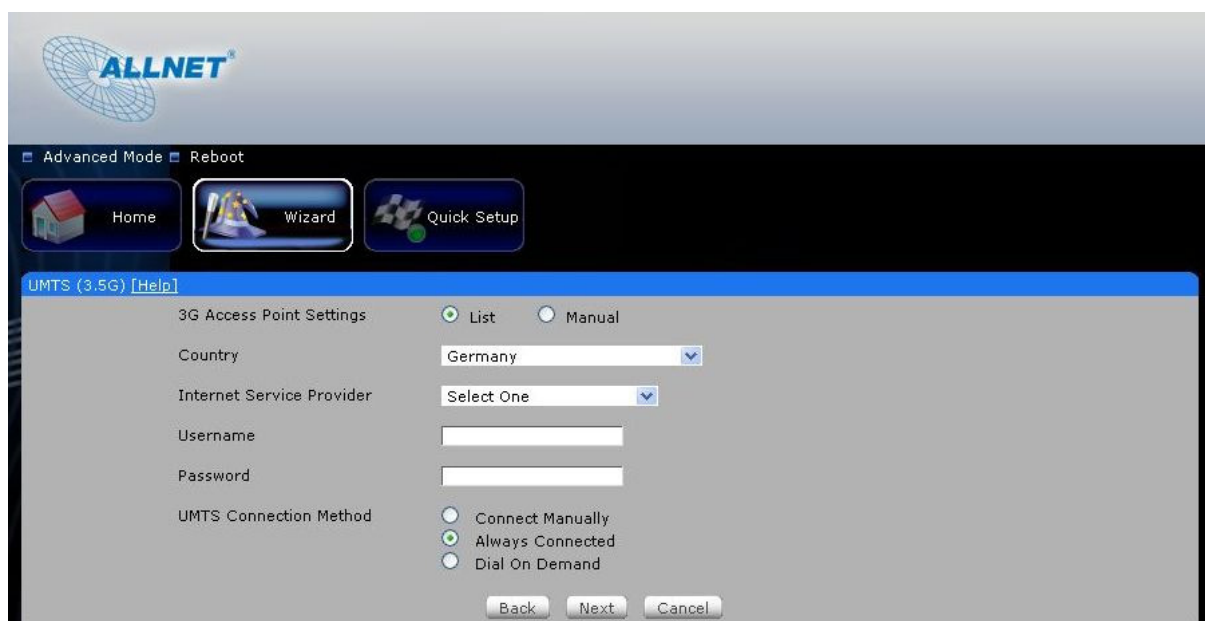 ALLNET®
Advanced Mode Reboot
Home Wizard Quick Setup
UMTS (3.5G) [Help]
3G Access Point Settings List Manual
Country Germany
Internet Service Provider Select One
Username
Password
UMTS Connection Method Connect Manually
Always Connected
Dial On Demand
Back Next Cancel